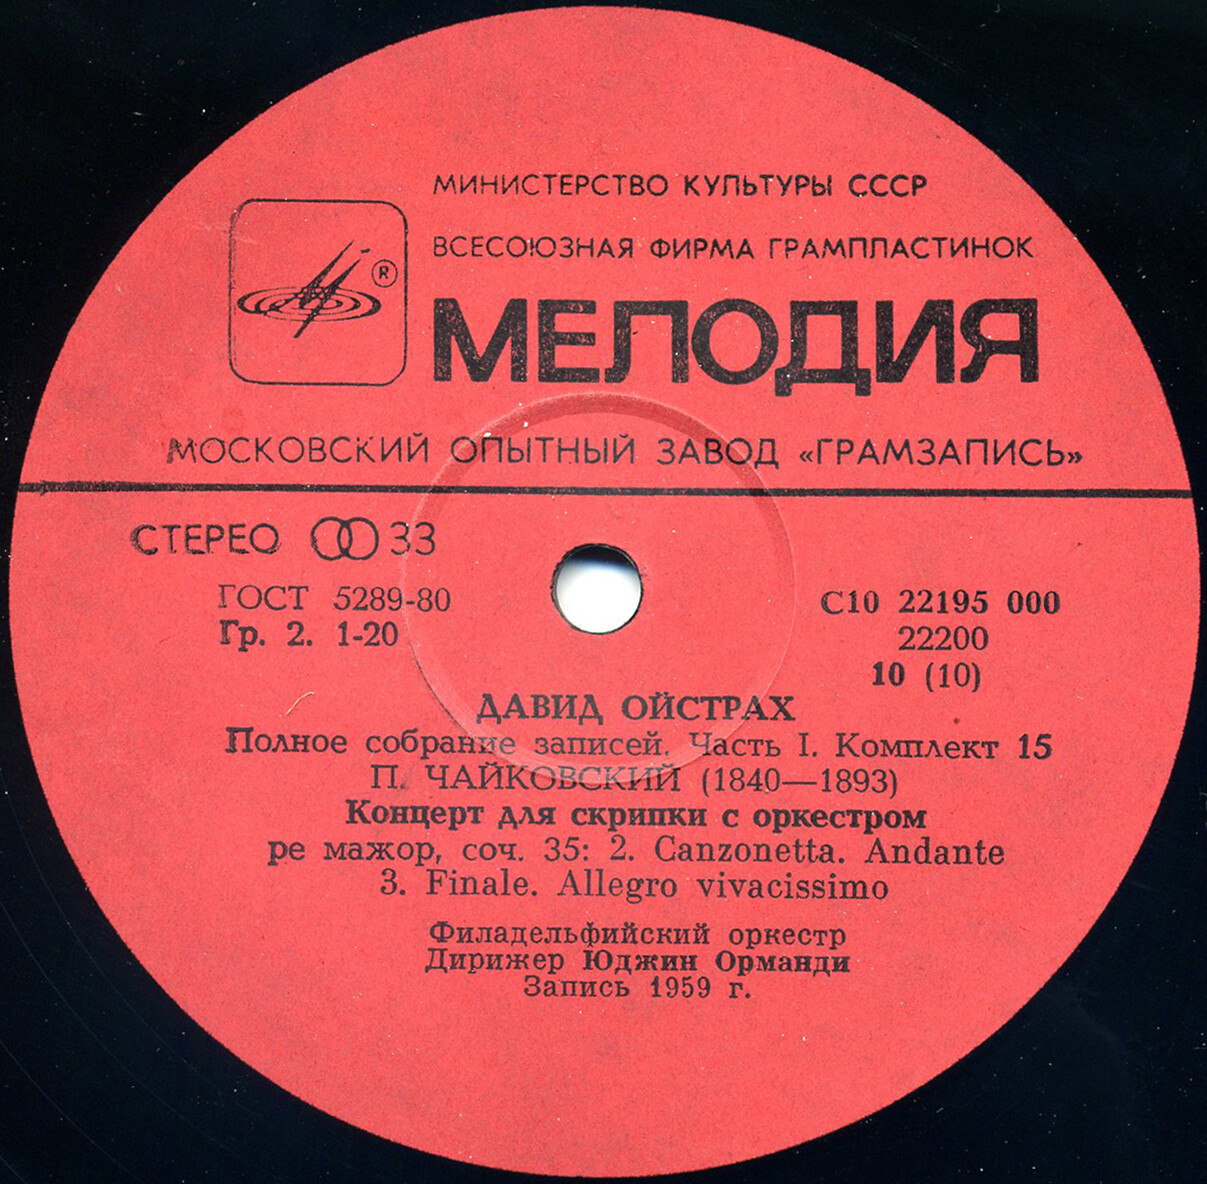 МИНИСТЕРСТВО КУЛЬТУРЫ СССР
ВСЕСОЮЗНАЯ ФИРМА ГРАМПЛАСТИНОК
®
МЕЛОДИЯ
МОСКОВСКИЙ ОПЫТНЫЙ ЗАВОД «ГРАМЗАПИСЬ»
СТЕРЕО 33
ГОСТ 5289-80
Гр. 2. 1-20
С10 22195 000
22200
10 (10)
ДАВИД ОЙСТРАХ
Полное собрание записей. Часть I. Комплект 15
П. ЧАЙКОВСКИЙ (1840—1893)
Концерт для скрипки с оркестром
ре мажор, соч. 35: 2. Canzonetta. Andante
3. Finale. Allegro vivacissimo
Филадельфийский оркестр
Дирижер Юджин Орманди
Запись 1959 г.